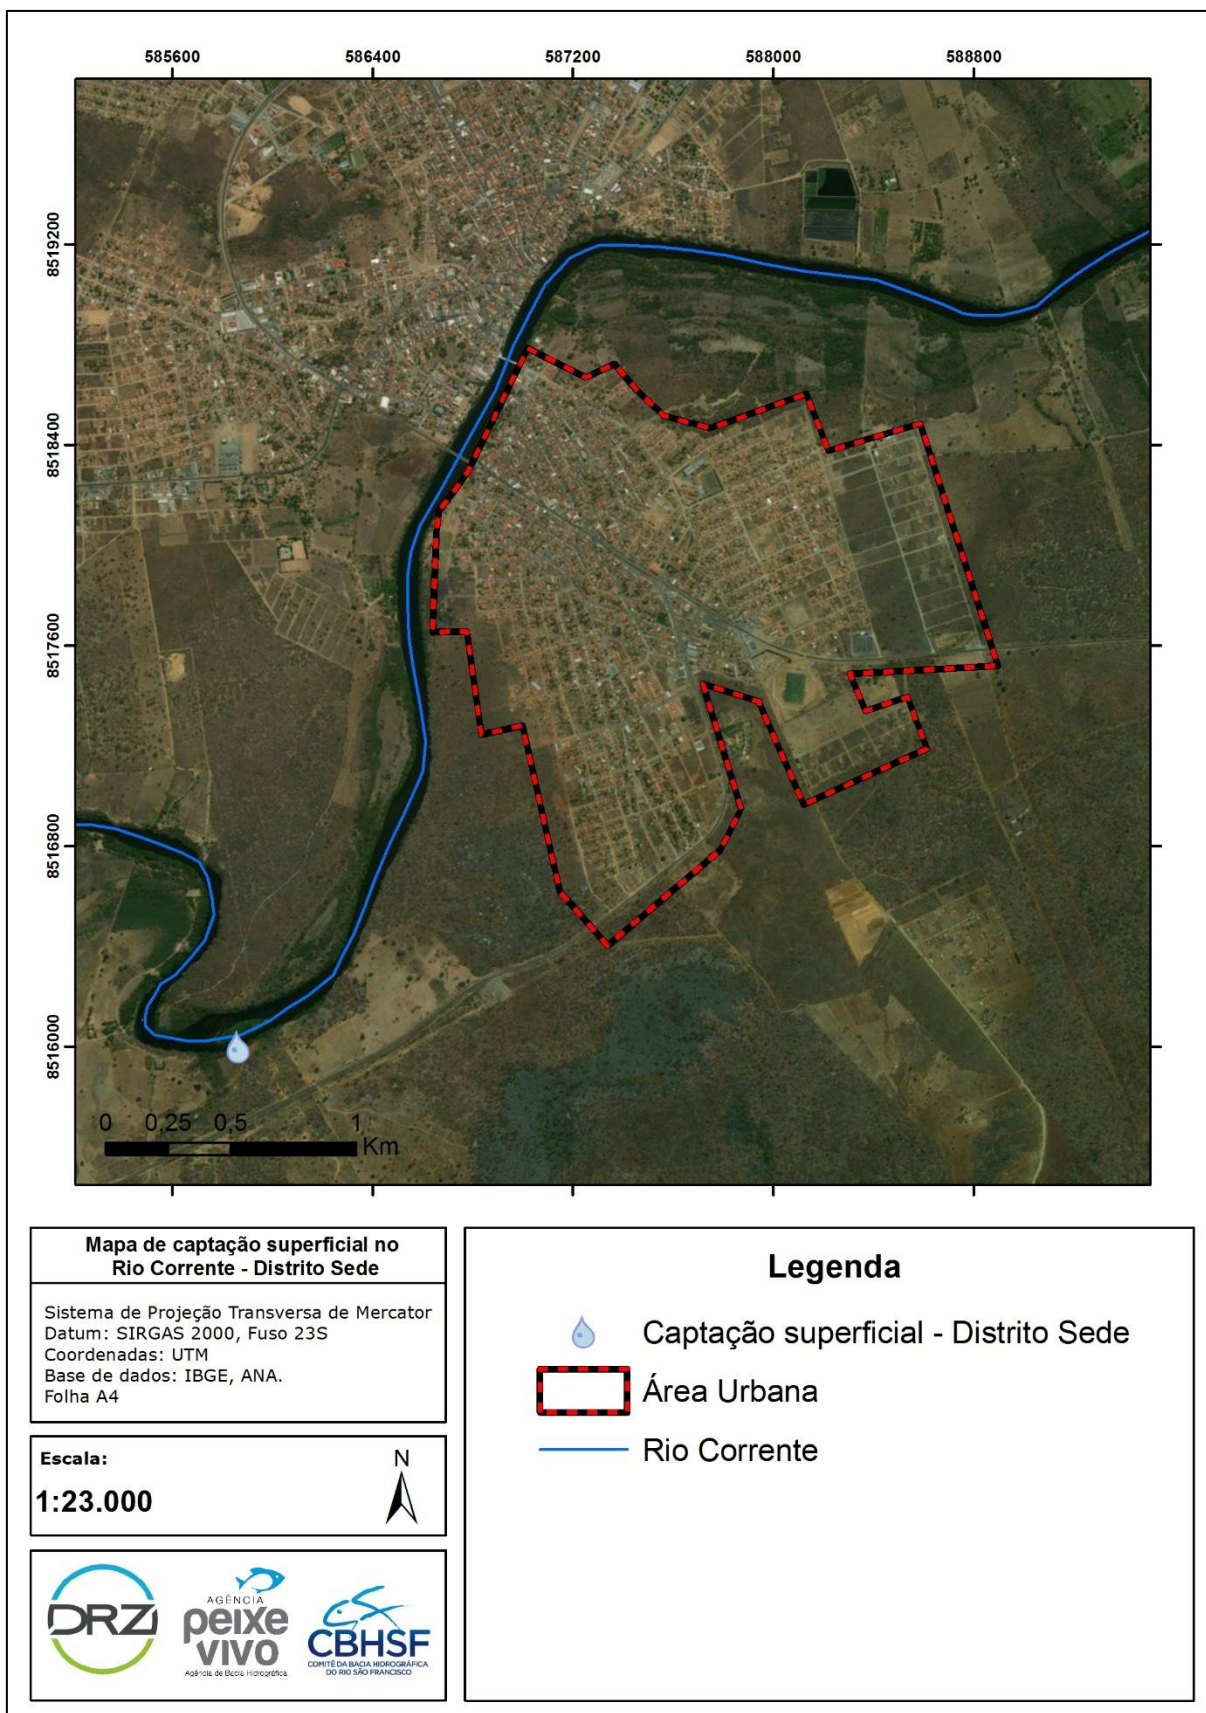 585600 586400 587200 588000 588800
8519200
8518400
8517600
8516800
8516000
0 0,25 0,5 1
Km
Mapa de captação superficial no
Rio Corrente - Distrito Sede
Sistema de Projeção Transversa de Mercator
Datum: SIRGAS 2000, Fuso 23S
Coordenadas: UTM
Base de dados: IBGE, ANA.
Folha A4
Escala:
1:23.000
N
DRZ
AGÊNCIA
peixe
vivo
Agência de Bacia Hidrográfica
CBHSF
COMITÊ DA BACIA HIDROGRÁFICA
DO RIO SÃO FRANCISCO
Legenda
Captação superficial - Distrito Sede
Área Urbana
Rio Corrente